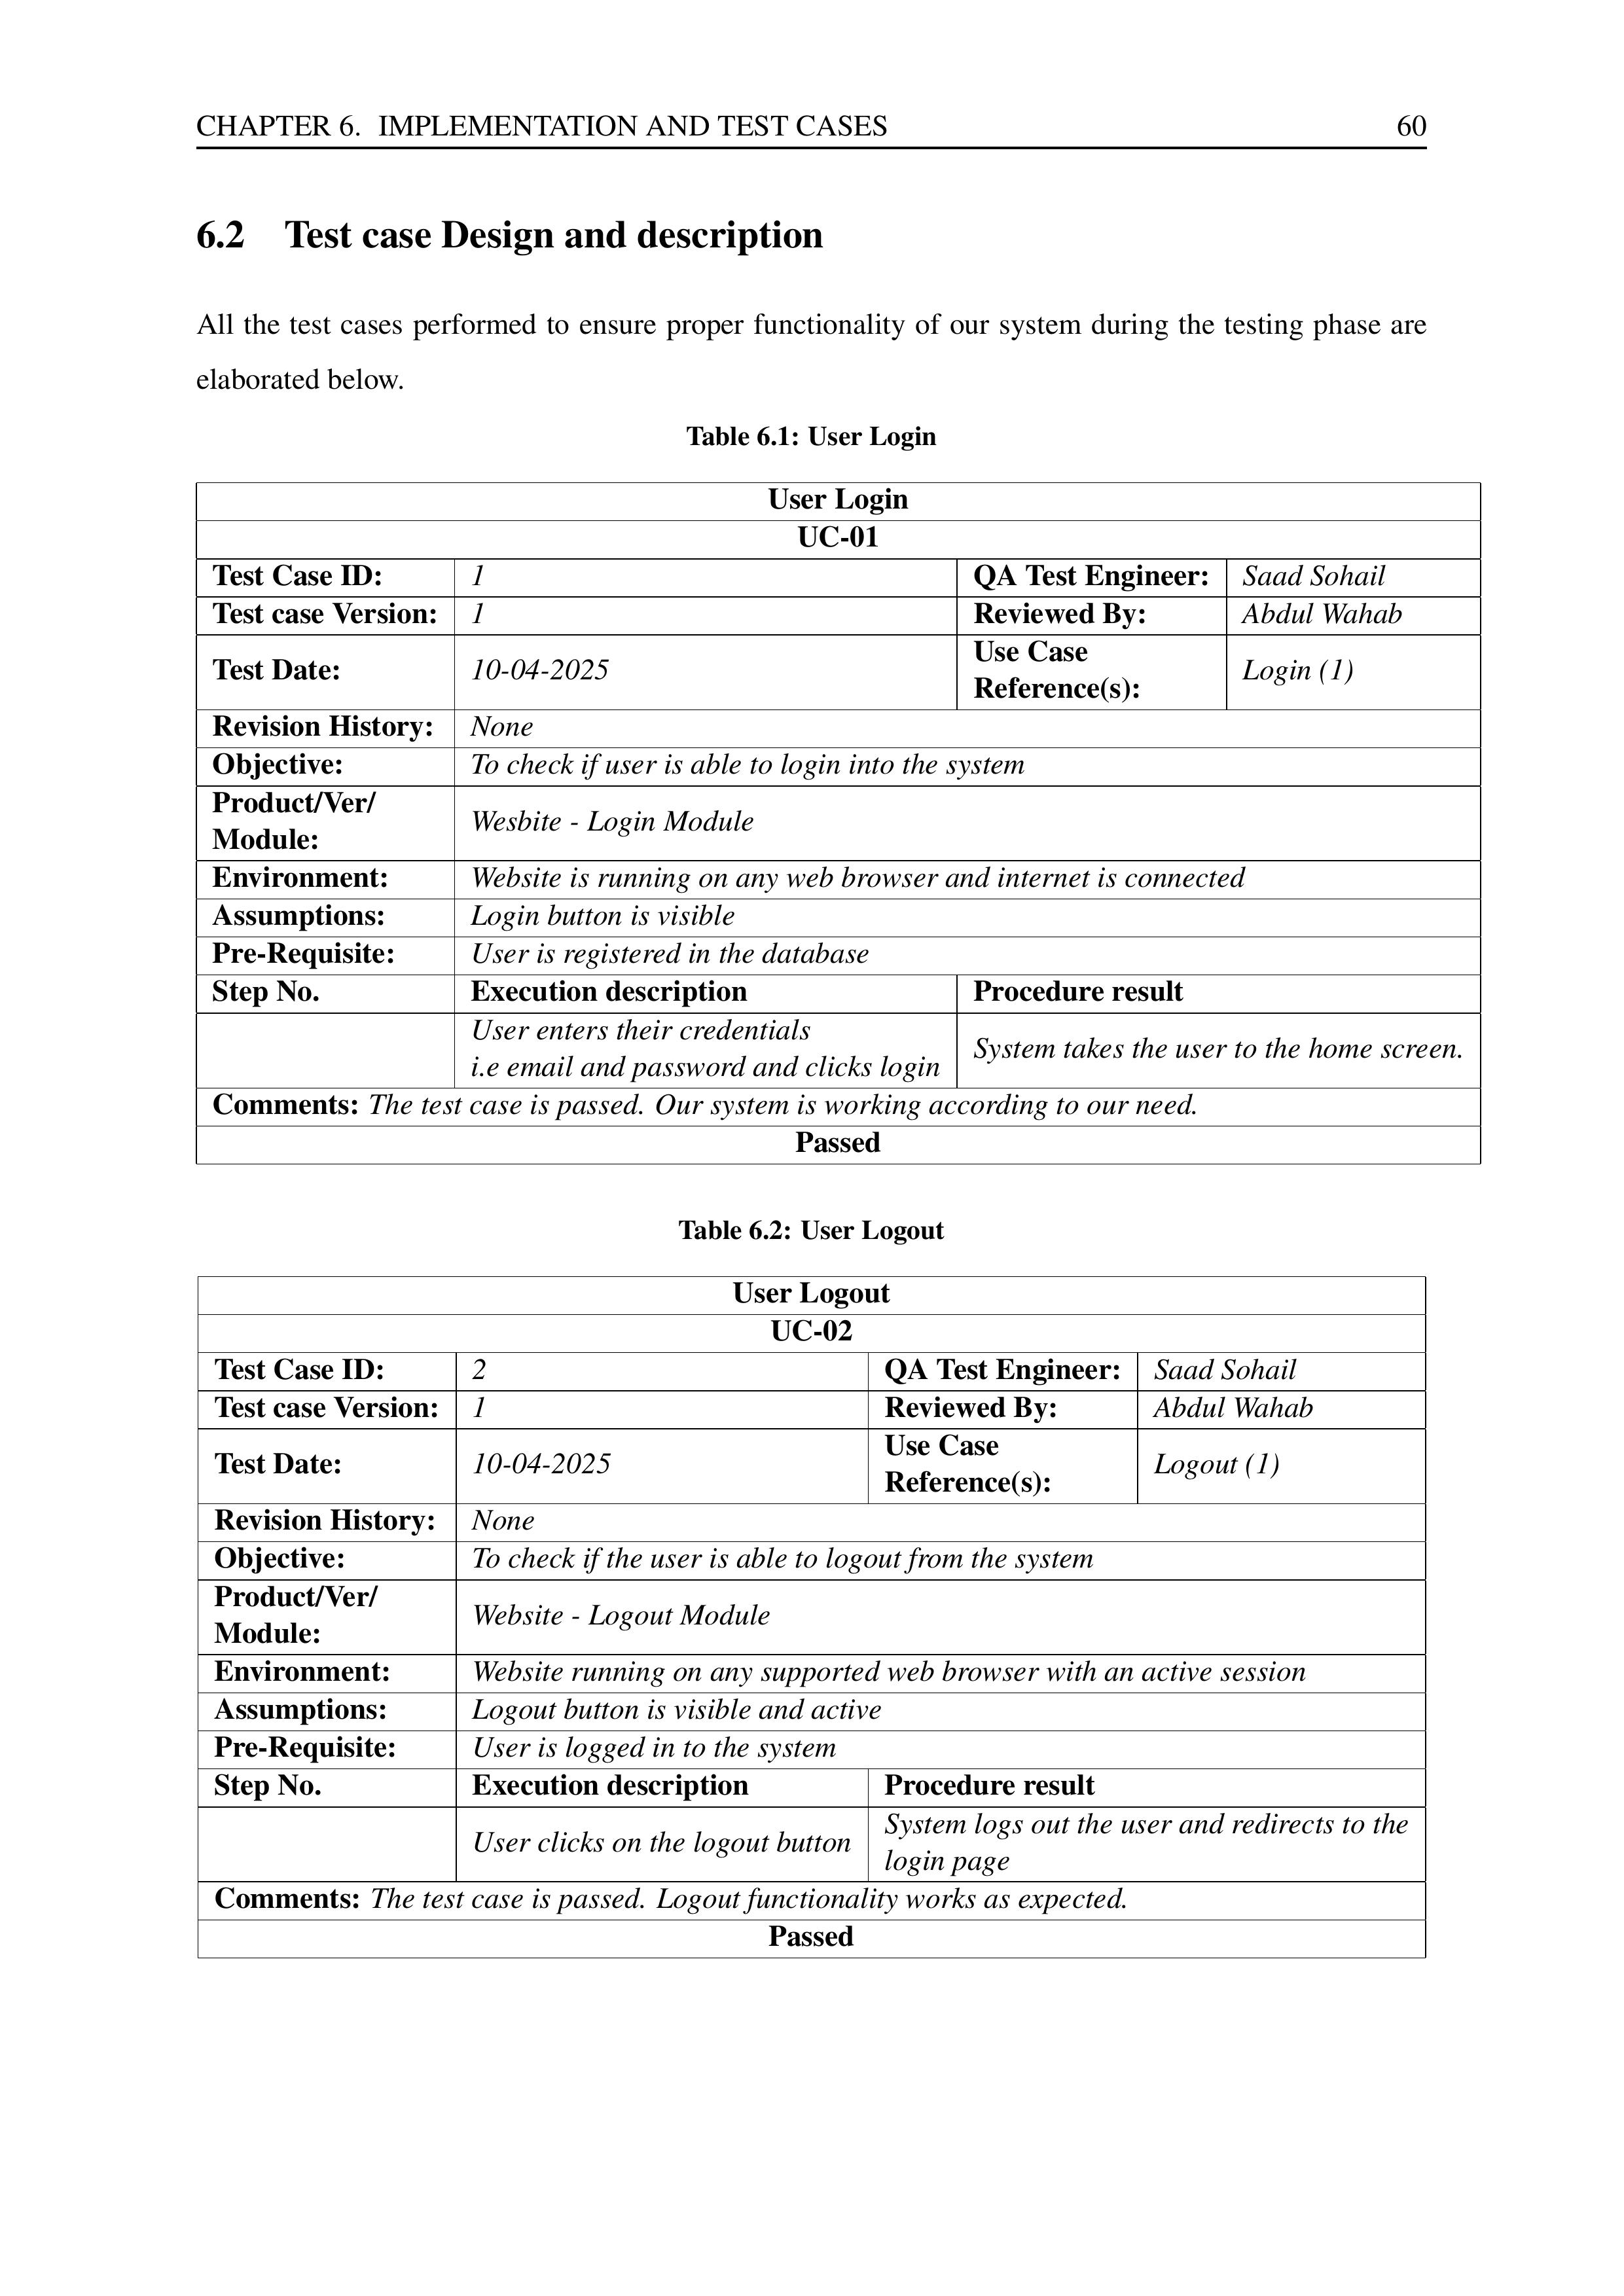 CHAPTER 6. IMPLEMENTATION AND TEST CASES 60
6.2 Test case Design and description
All the test cases performed to ensure proper functionality of our system during the testing phase are
elaborated below.
Table 6.1: User Login
User Login
UC-01
Test Case ID: 1 QA Test Engineer: Saad Sohail
Test case Version: 1 Reviewed By: Abdul Wahab
Test Date: 10-04-2025 Use Case
Reference(s): Login (1)
Revision History: None
Objective: To check if user is able to login into the system
Product/Ver/
Module: Wesbite - Login Module
Environment: Website is running on any web browser and internet is connected
Assumptions: Login button is visible
Pre-Requisite: User is registered in the database
Step No. Execution description Procedure result
User enters their credentials
i.e email and password and clicks login System takes the user to the home screen.
Comments: The test case is passed. Our system is working according to our need.
Passed
Table 6.2: User Logout
User Logout
UC-02
Test Case ID: 2 QA Test Engineer: Saad Sohail
Test case Version: 1 Reviewed By: Abdul Wahab
Test Date: 10-04-2025 Use Case
Reference(s): Logout (1)
Revision History: None
Objective: To check if the user is able to logout from the system
Product/Ver/
Module: Website - Logout Module
Environment: Website running on any supported web browser with an active session
Assumptions: Logout button is visible and active
Pre-Requisite: User is logged in to the system
Step No. Execution description Procedure result
User clicks on the logout button System logs out the user and redirects to the
login page
Comments: The test case is passed. Logout functionality works as expected.
Passed